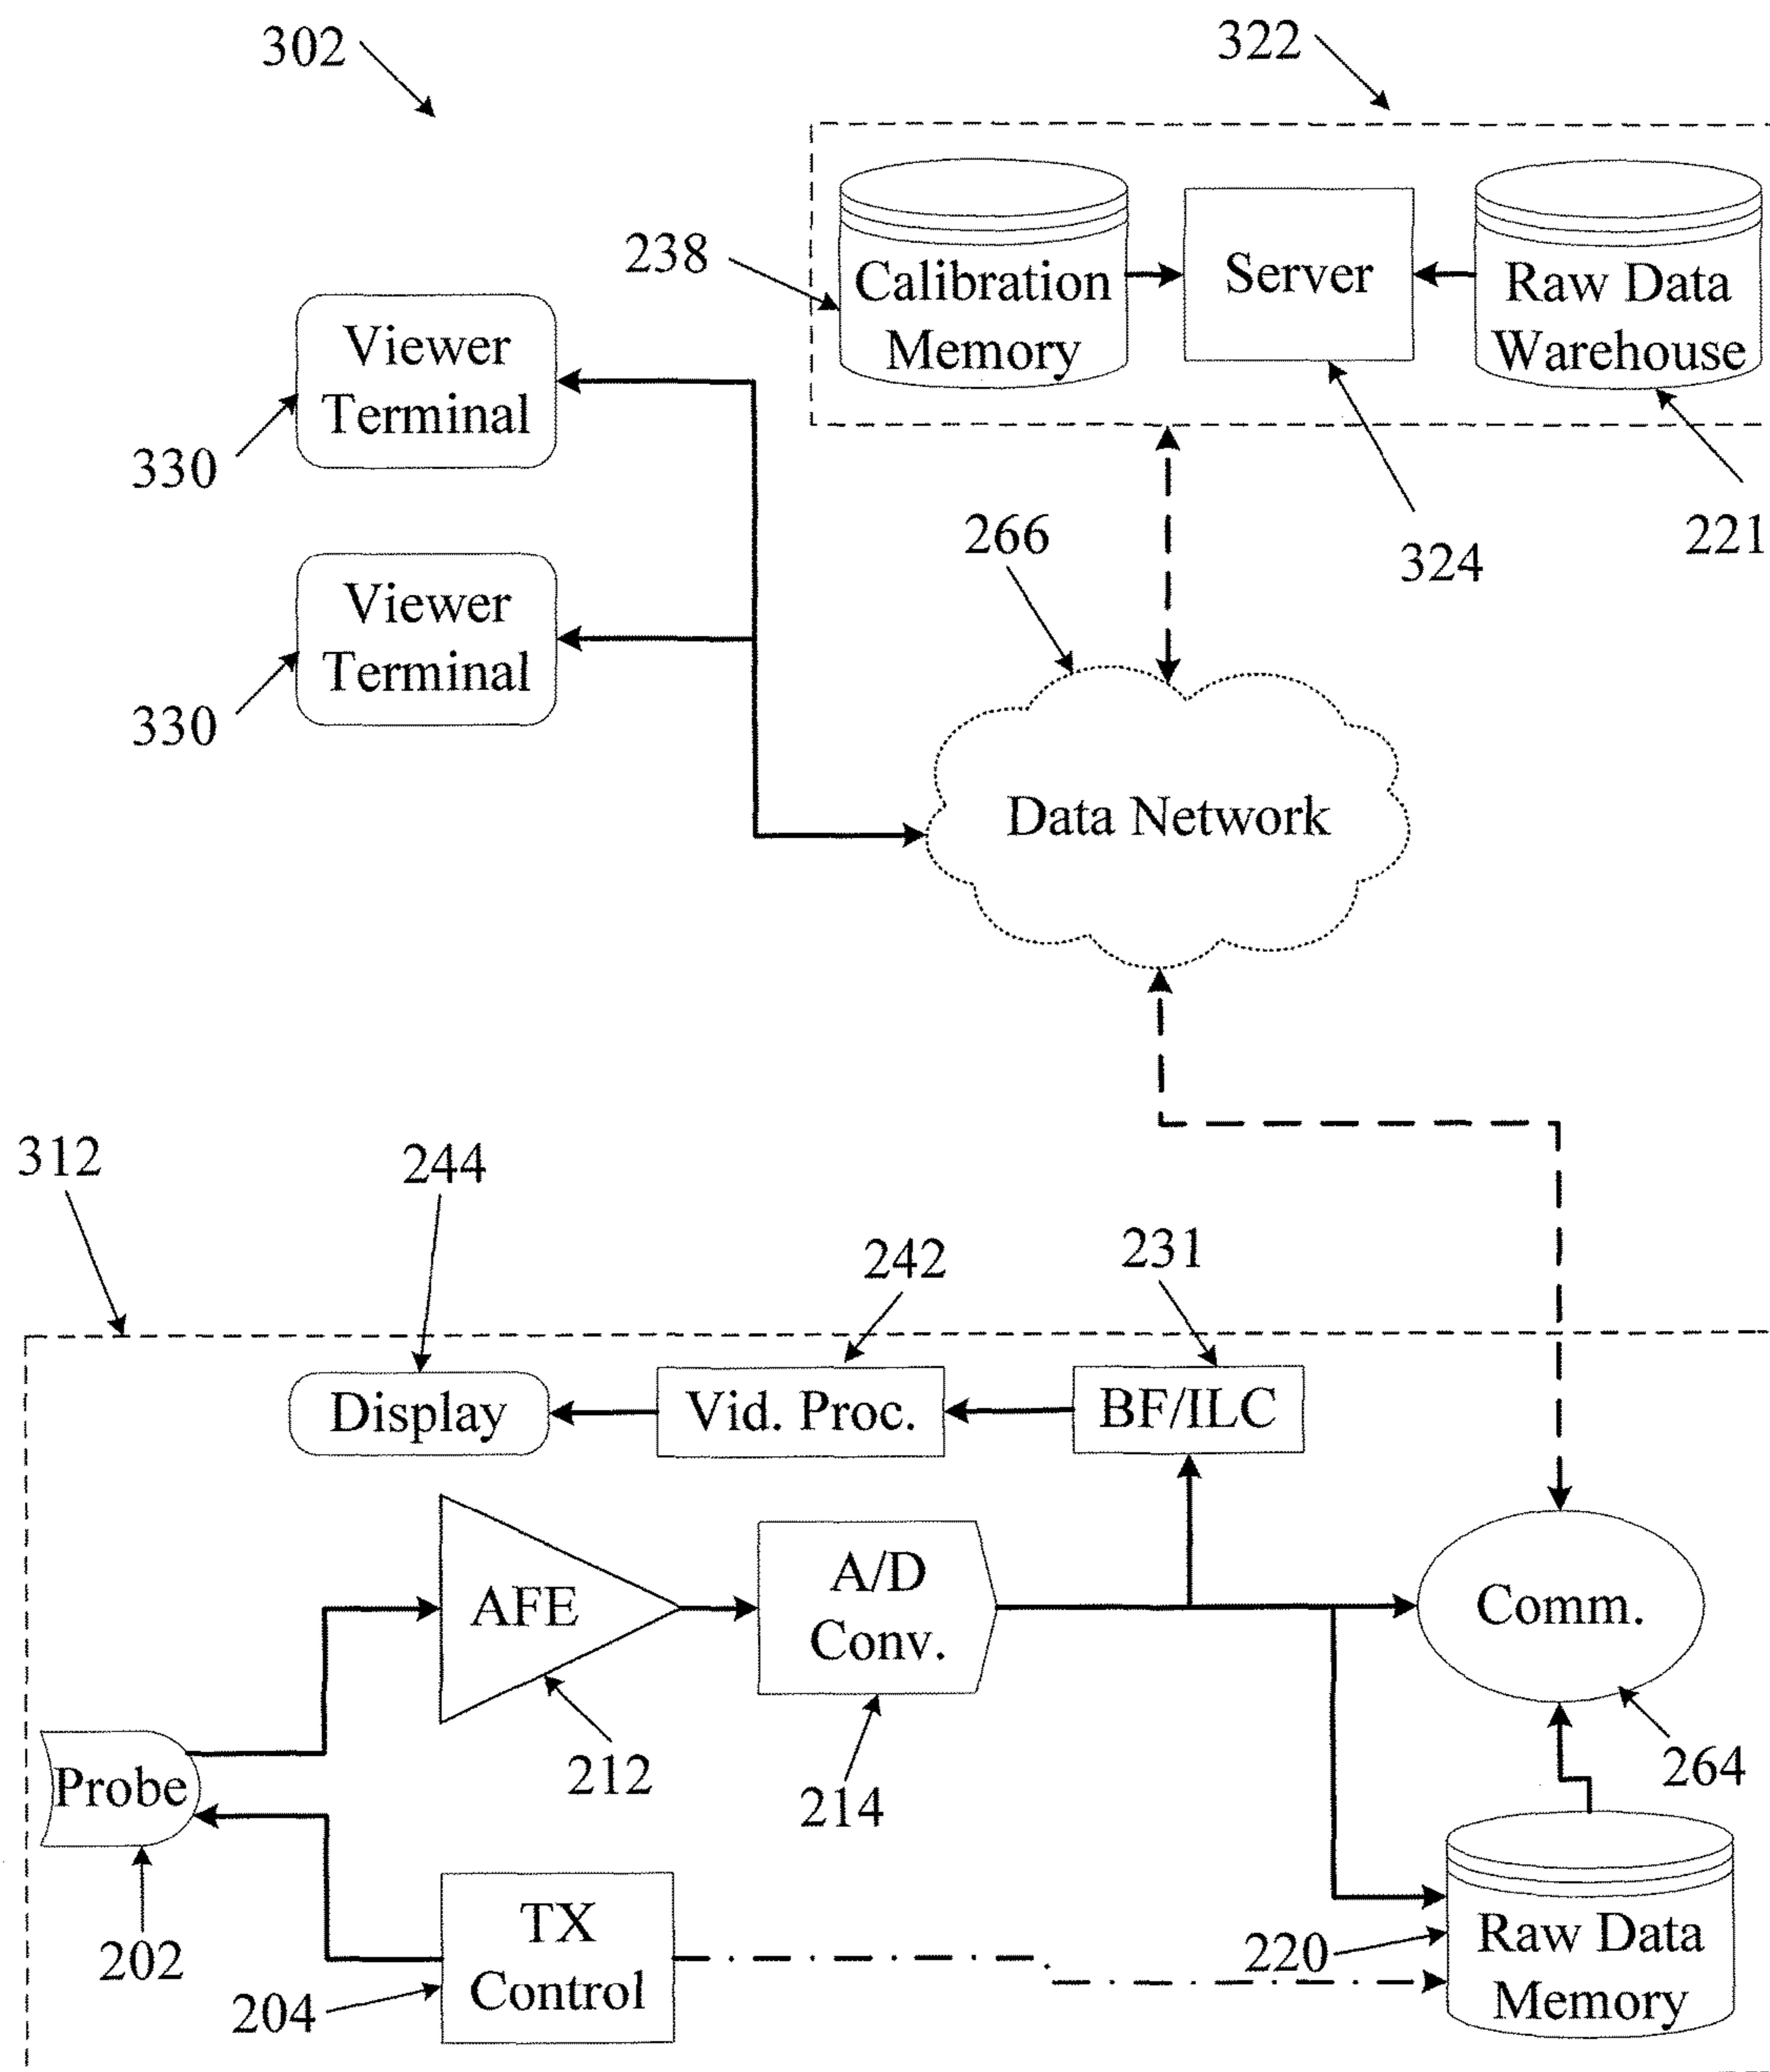 302
322
238
Calibration
Memory
Server
Raw Data
Warehouse
Viewer
Terminal
330
266
324
221
Viewer
Terminal
330
Data Network
312
244
242
231
Display
Vid. Proc.
BF/ILC
AFE
A/D
Conv.
Comm.
212
214
264
Probe
202
TX
Control
204
220
Raw Data
Memory